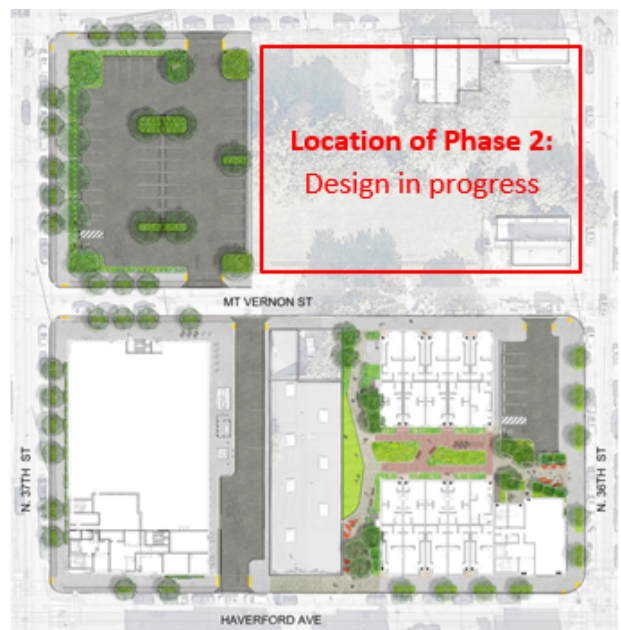 Location of Phase 2:
Design in progress
MT VERNON ST
N. 37TH ST
N. 36TH ST
HAVERFORD AVE